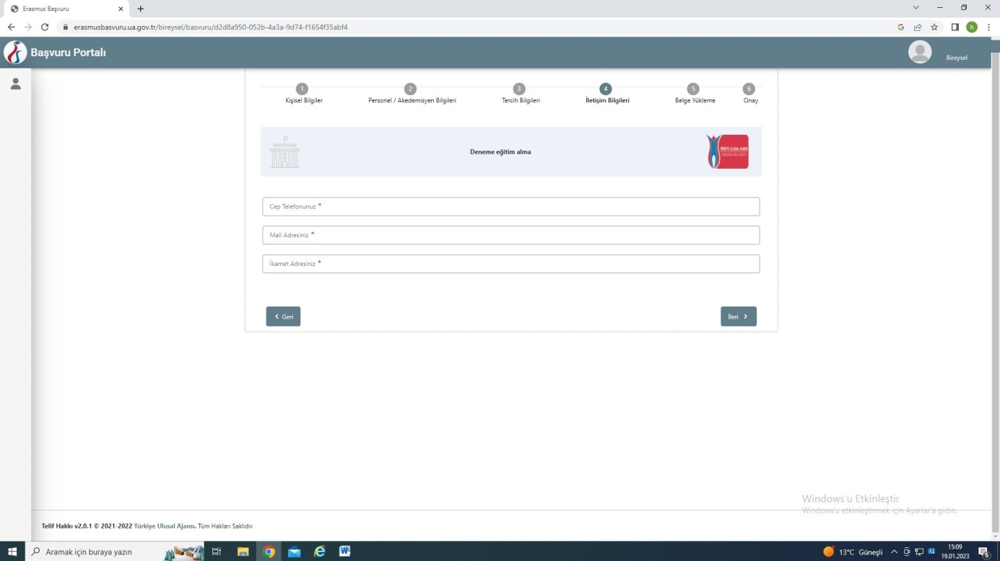 Erasmus Başvuru
erasmusbasvuru.ua.gov.tr/bireysel/basvuru/d2d8a950-052b-4a3a-9d74-f1654f35abf4
G
h
Başvuru Portalı
Bireysel
1
2
3
4
5
6
Kişisel Bilgiler
Personel / Akedemisyen Bilgileri
Tercih Bilgileri
İletişim Bilgileri
Belge Yükleme
Onay
Deneme eğitim alma
TÜRKİYE ULUSAL AJANSI
Cep Telefonunuz *
Mail Adresiniz *
İkamet Adresiniz *
Geri
İleri
Windows'u Etkinleştir
Windows'u etkinleştirmek için Ayarlar'a gidin.
Telif Hakkı v2.0.1 © 2021-2022 Türkiye Ulusal Ajansı. Tüm Hakları Saklıdır.
Aramak için buraya yazın
13°C Güneşli
15:09
19.01.2023
6